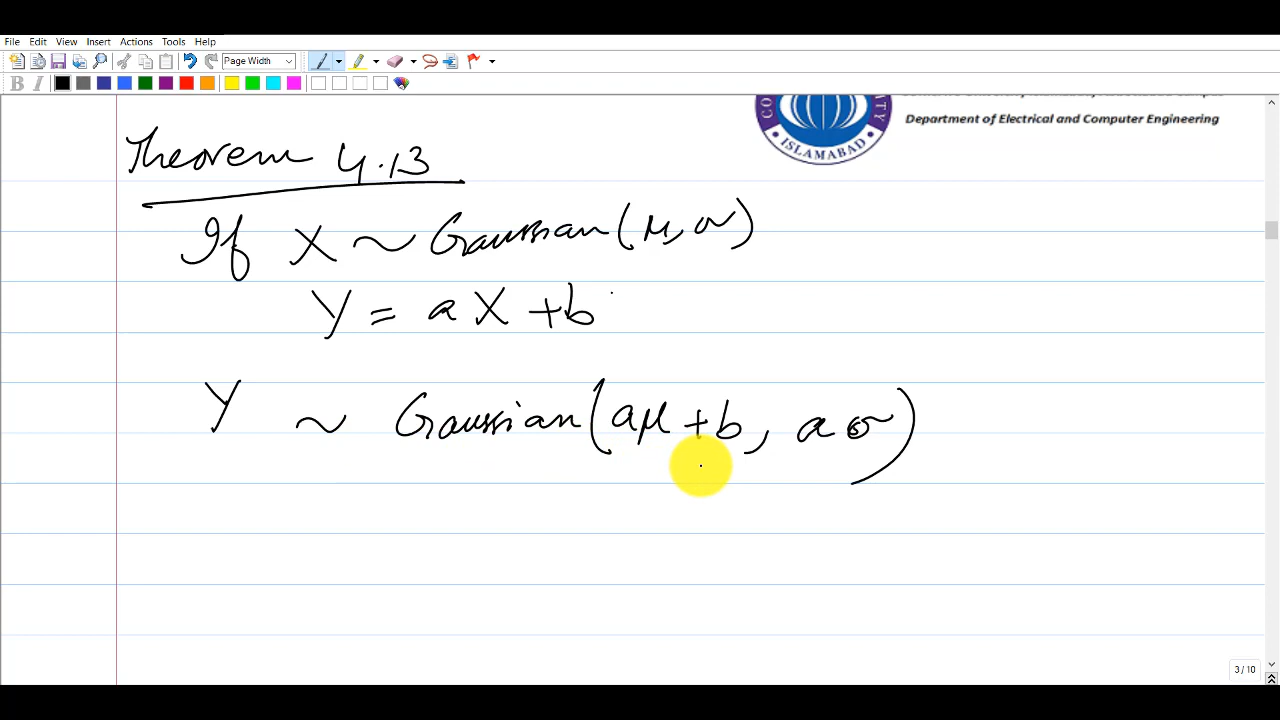 File Edit View Insert Actions Tools Help
Page Width
B I
Department of Electrical and Computer Engineering
ISLAMABAD
Theorem 4.13
If X ~ Gaussian(μ, σ)
Y = aX + b
Y ~ Gaussian(aμ + b, aσ)
3 / 10